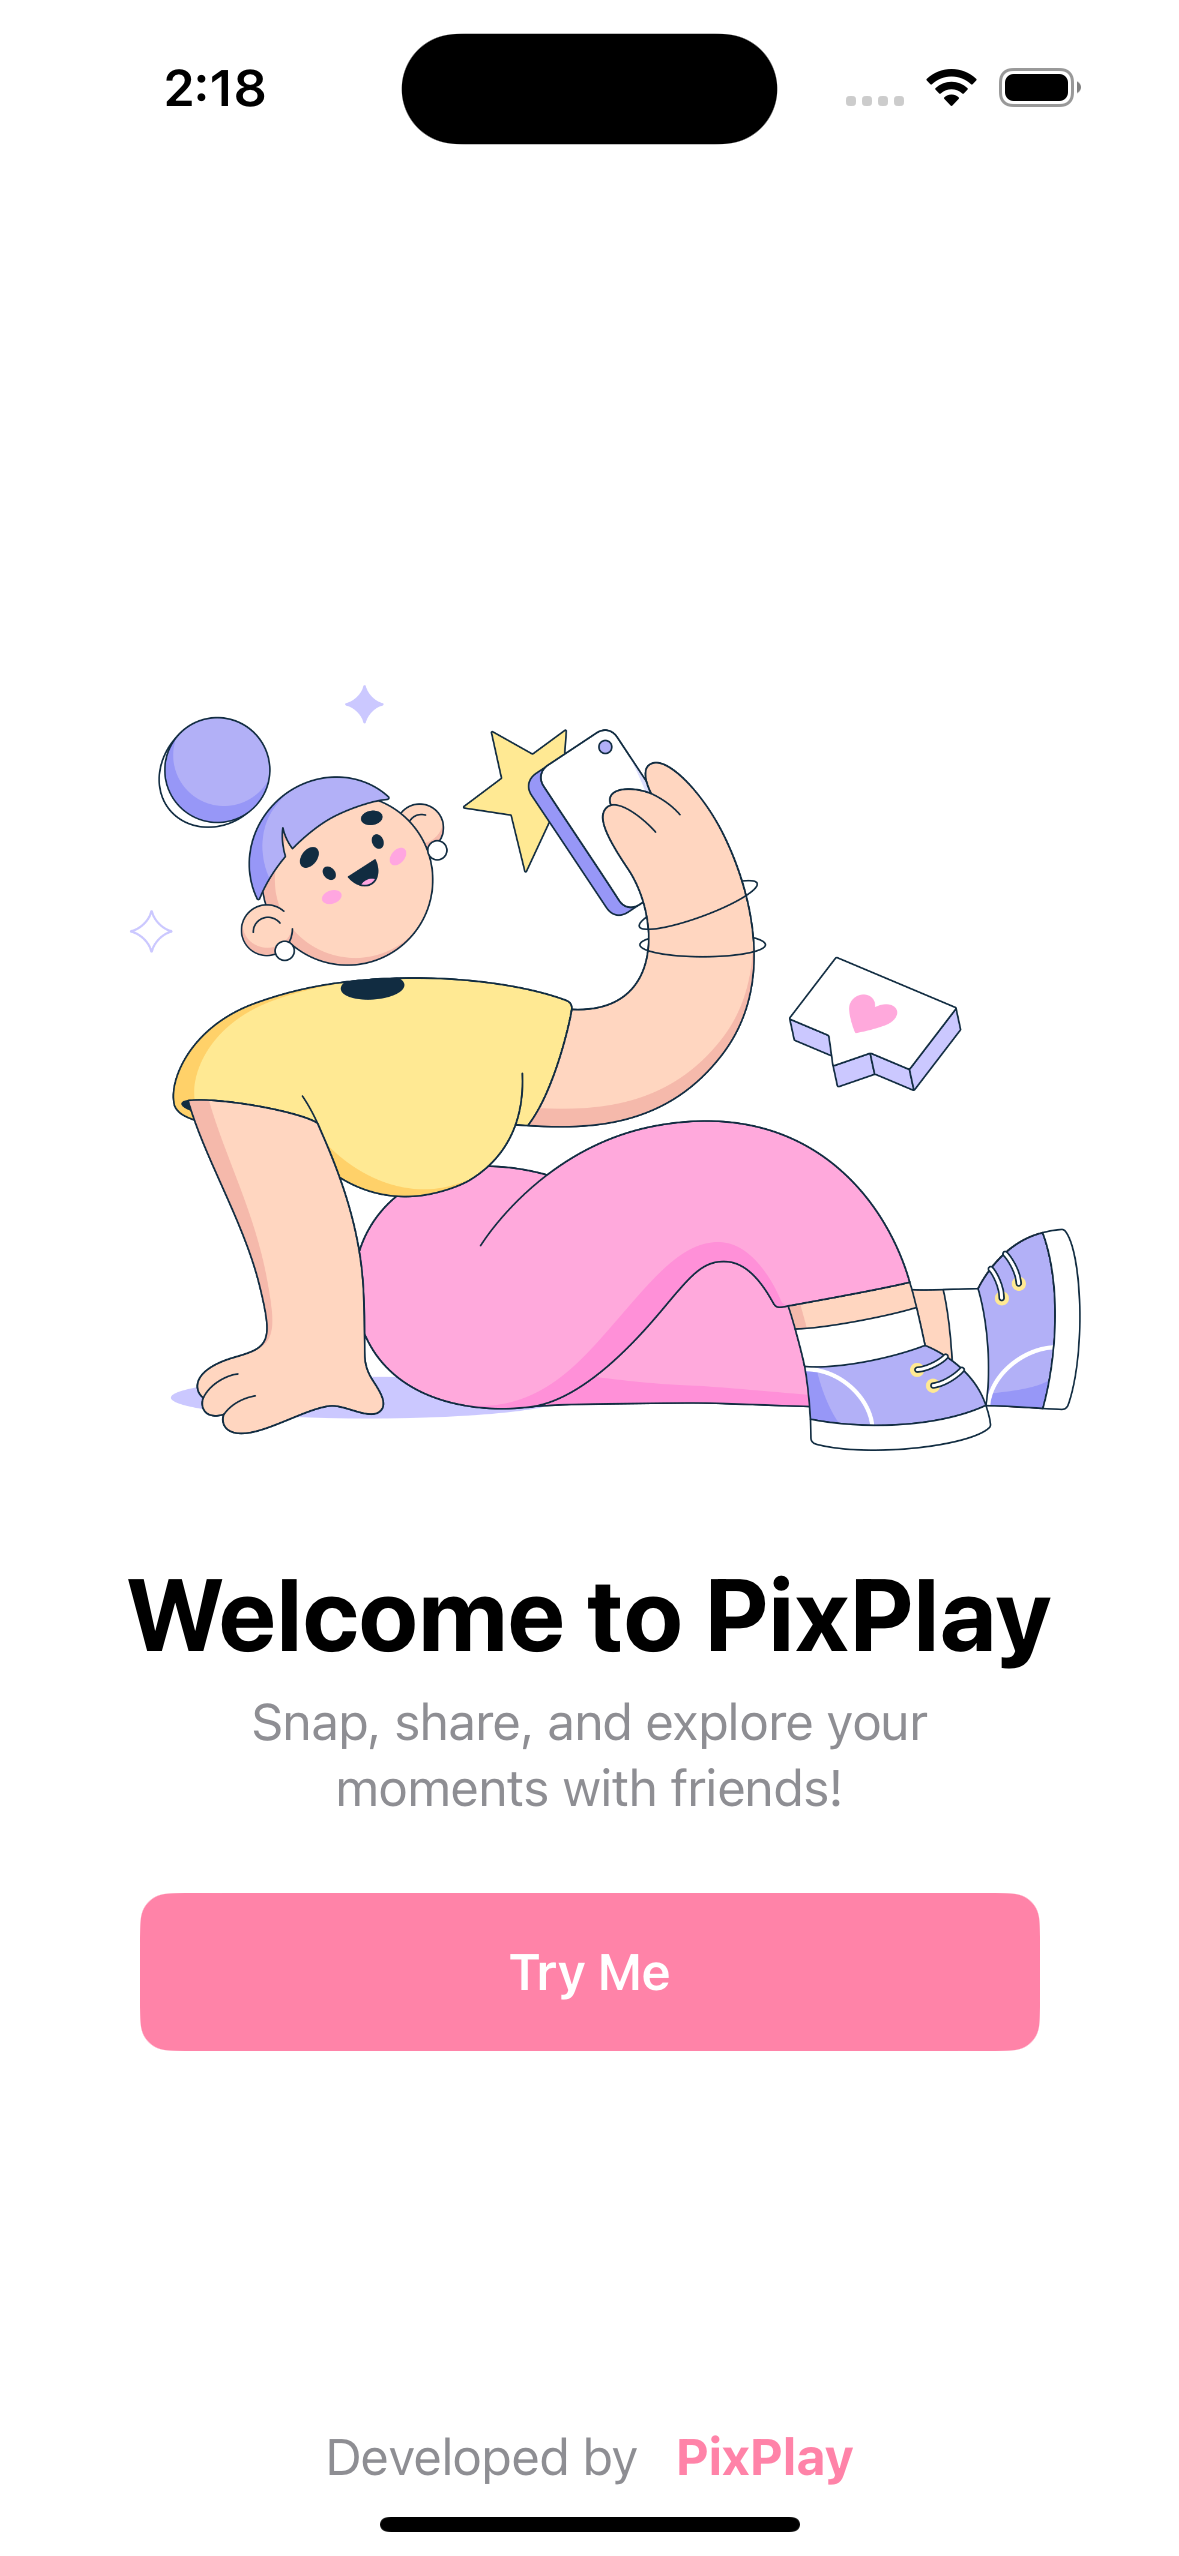 2:18
Welcome to PixPlay
Snap, share, and explore your
moments with friends!
Try Me
Developed by PixPlay